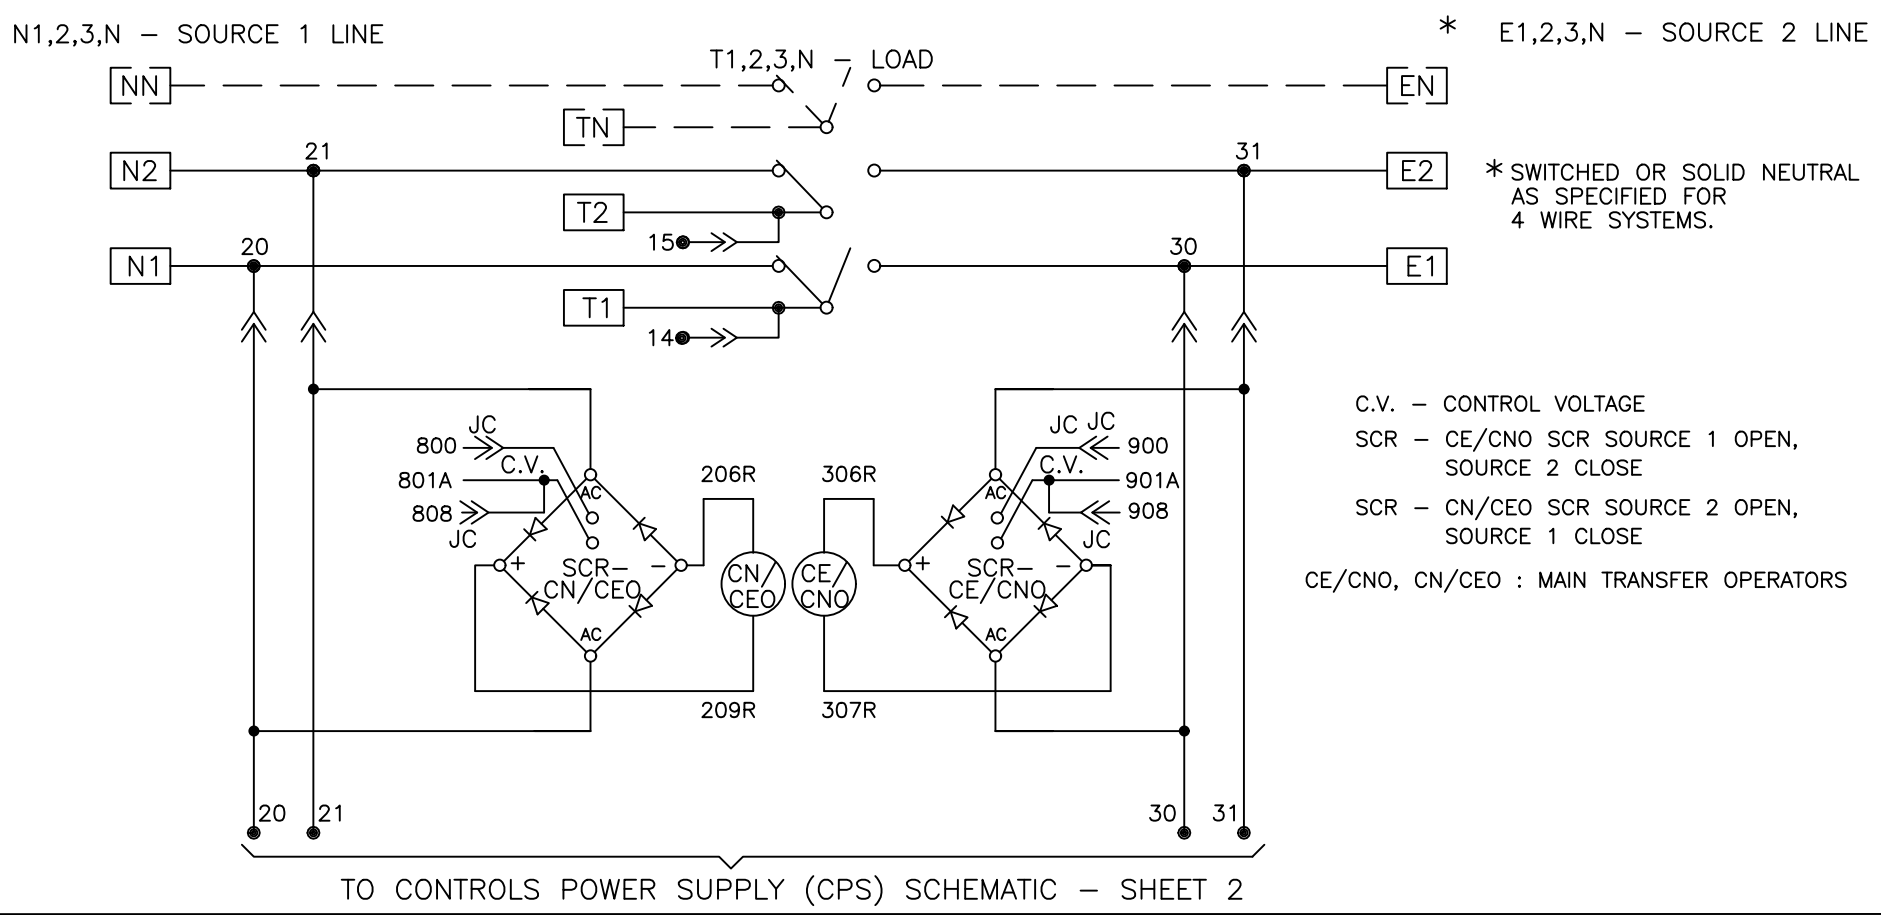 N1,2,3,N – SOURCE 1 LINE
* E1,2,3,N – SOURCE 2 LINE
T1,2,3,N – LOAD
NN
EN
TN
N2
21
31
E2
* SWITCHED OR SOLID NEUTRAL
AS SPECIFIED FOR
4 WIRE SYSTEMS.
T2
15
N1
20
30
E1
T1
14
C.V. – CONTROL VOLTAGE
SCR – CE/CNO SCR SOURCE 1 OPEN,
SOURCE 2 CLOSE
SCR – CN/CEO SCR SOURCE 2 OPEN,
SOURCE 1 CLOSE
CE/CNO, CN/CEO : MAIN TRANSFER OPERATORS
JC
800
C.V.
801A
808
JC
AC
+
–
SCR–
CN/CEO
AC
206R
CN/
CEO
209R
306R
CE/
CNO
307R
JC JC
900
C.V.
901A
908
JC
AC
+
–
SCR–
CE/CNO
AC
20
21
30
31
TO CONTROLS POWER SUPPLY (CPS) SCHEMATIC – SHEET 2